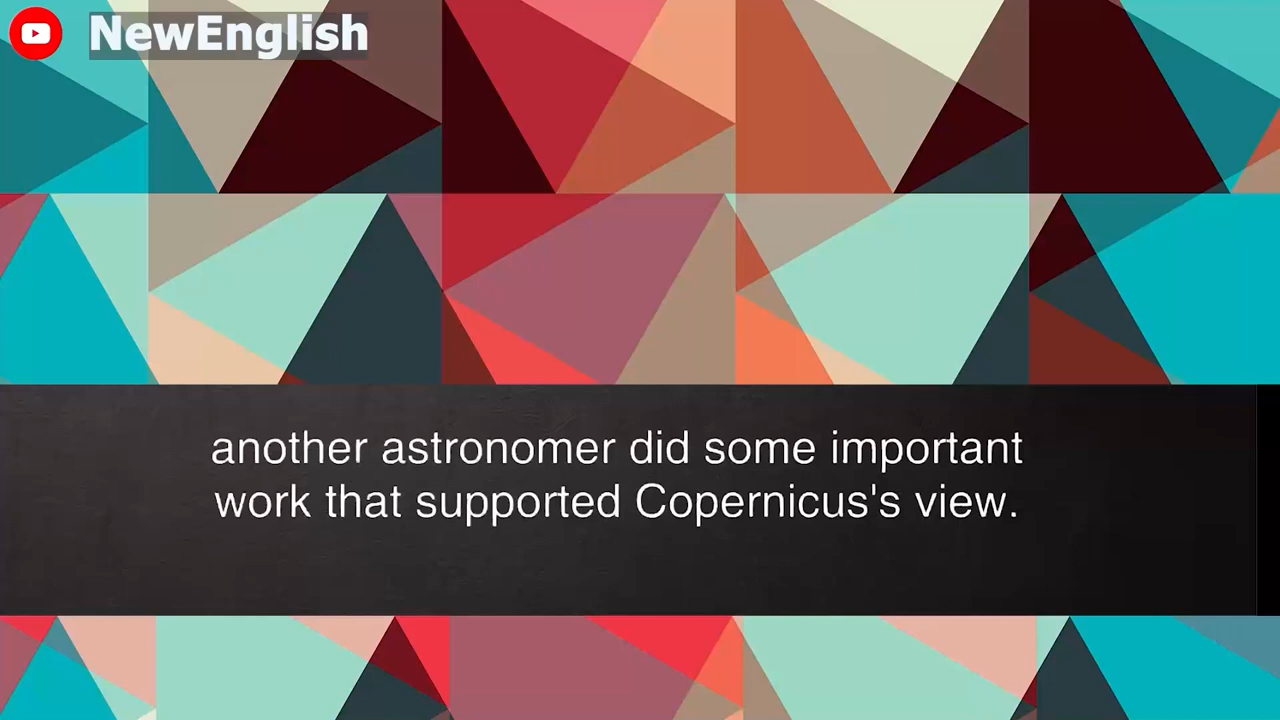 NewEnglish
another astronomer did some important
work that supported Copernicus's view.